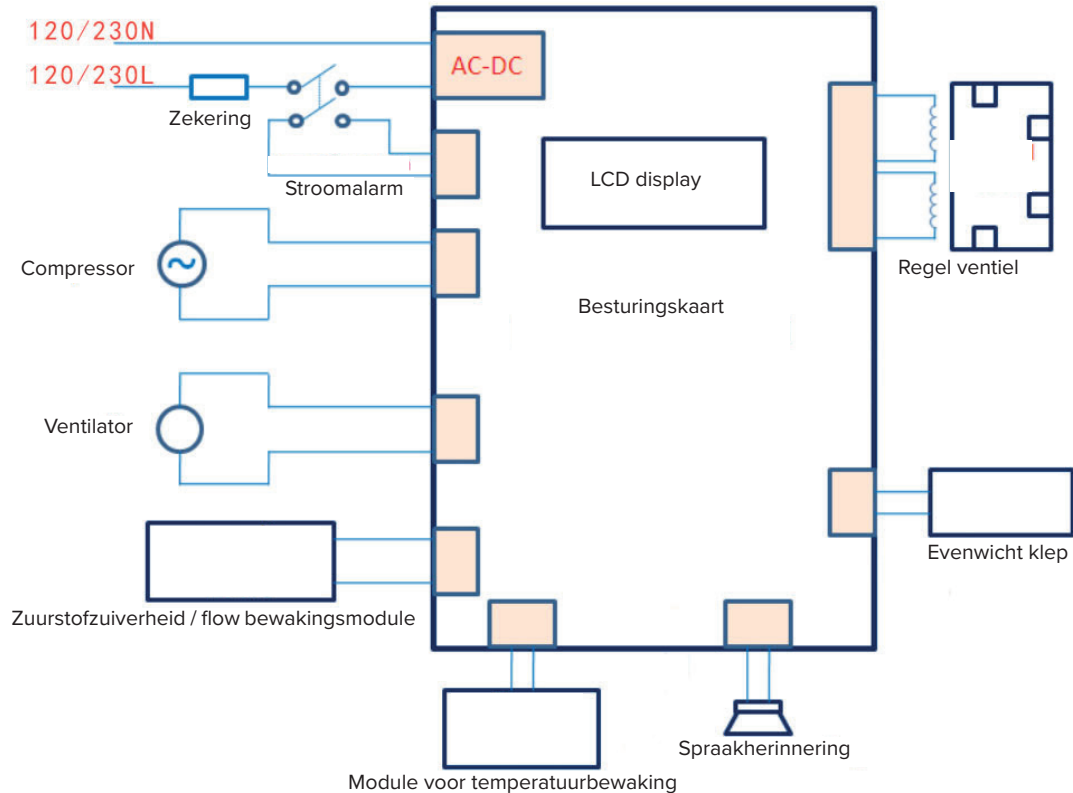 120/230N
120/230L
AC-DC
Zekering
Stroomalarm
LCD display
Compressor
Regel ventiel
Besturingskaart
Ventilator
Evenwicht klep
Zuurstofzuiverheid / flow bewakingsmodule
Spraakherinnering
Module voor temperatuurbewaking